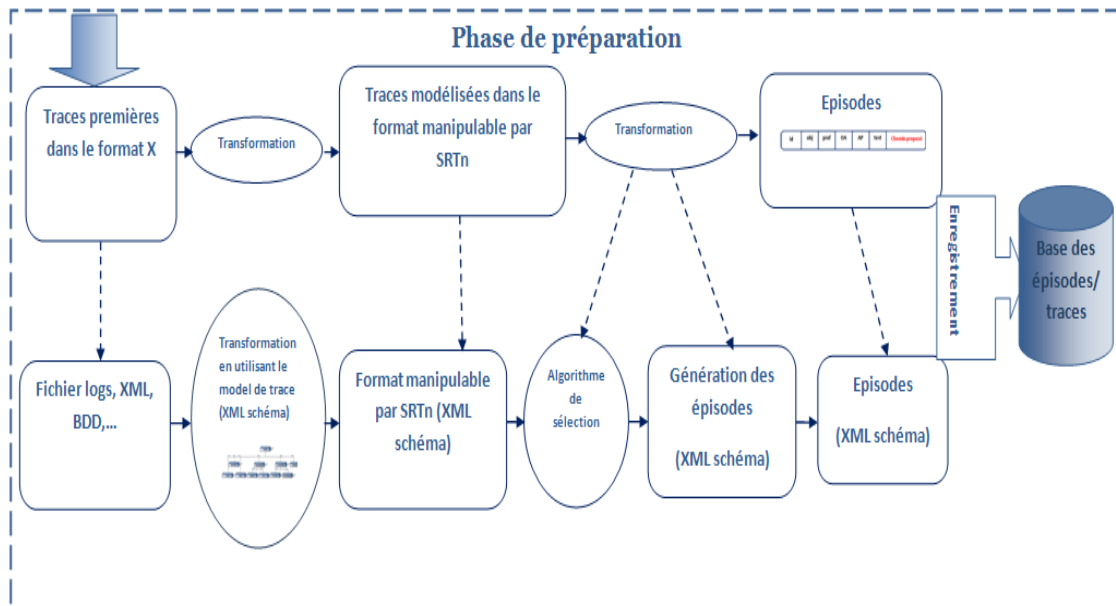 Phase de préparation
Traces premières
dans le format X
Transformation
Traces modélisées dans le
format manipulable par
SRTn
Transformation
Episodes
Enregistrement
Base des
épisodes/
traces
Fichier logs, XML,
BDD,...
Transformation
en utilisant le
model de trace
(XML schéma)
Format manipulable
par SRTn (XML
schéma)
Algorithme
de
sélection
Génération des
épisodes
(XML schéma)
Episodes
(XML schéma)